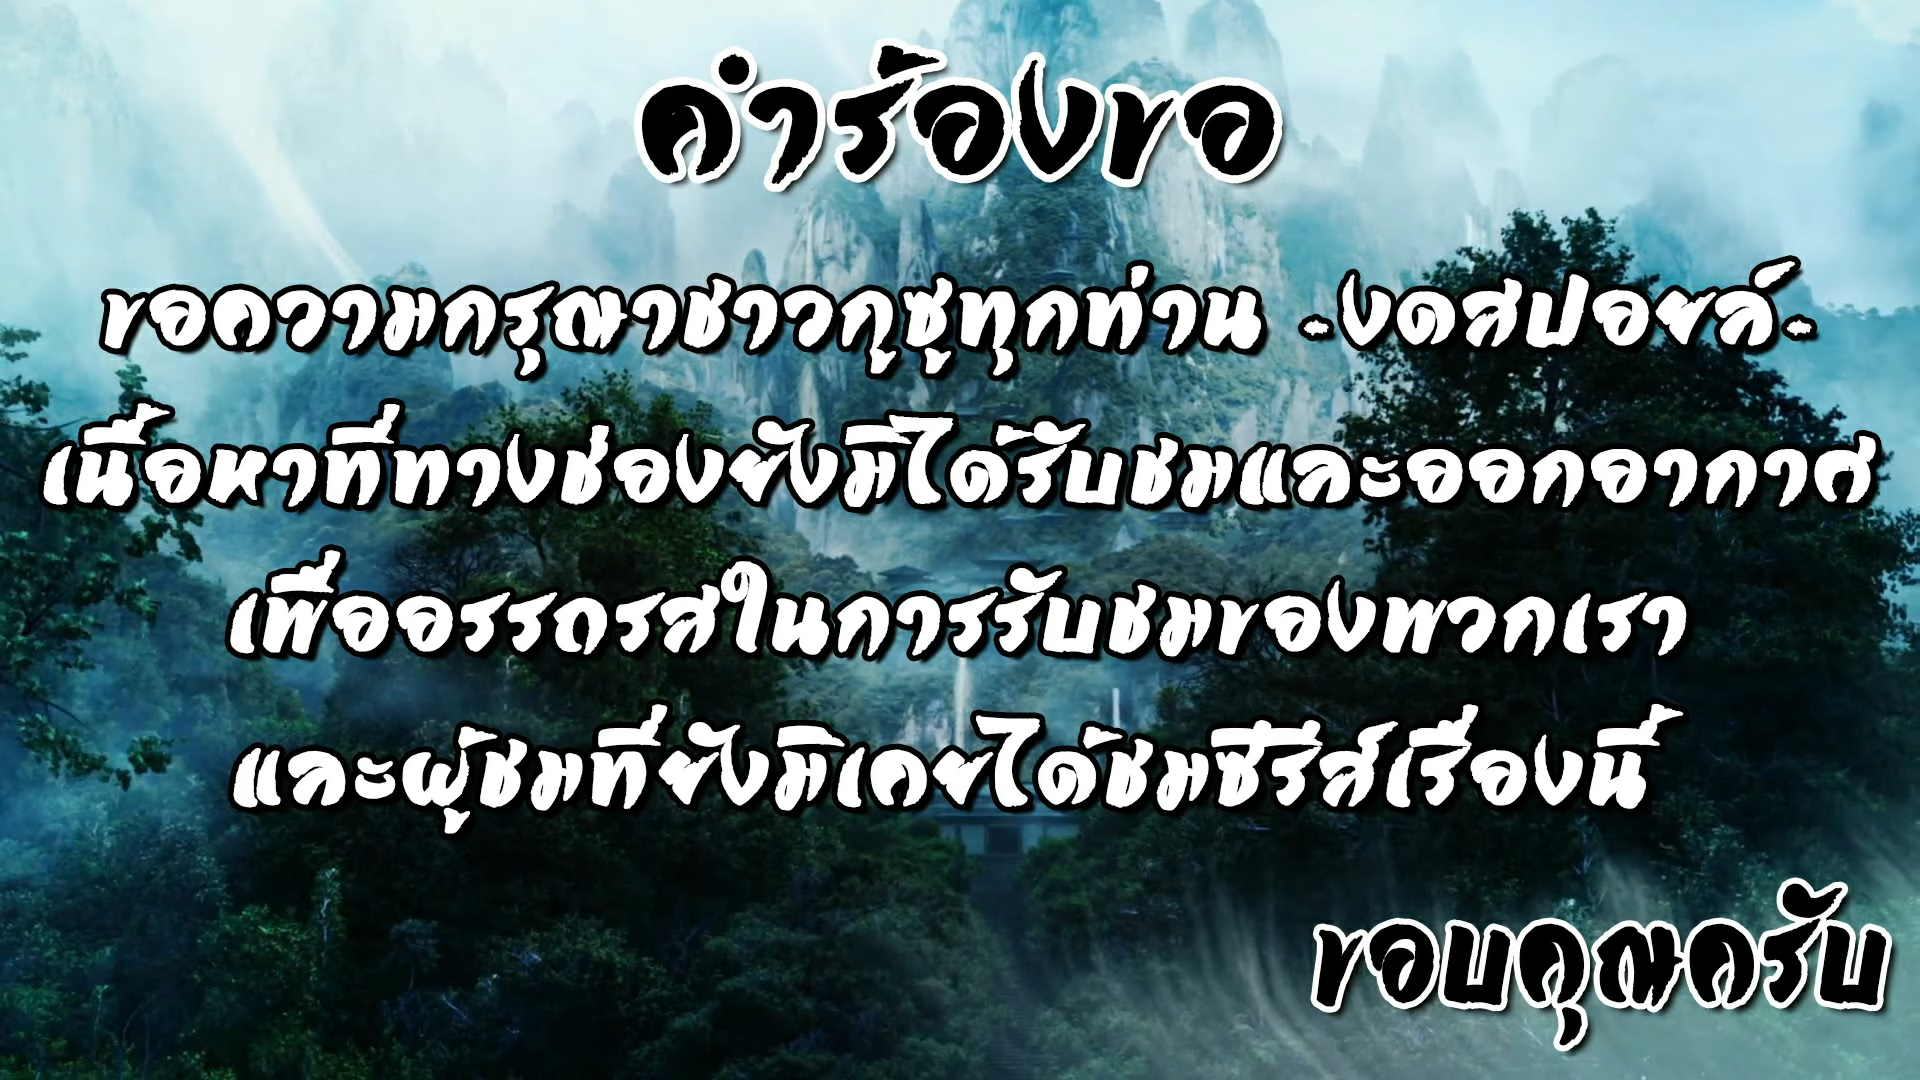 คำร้องขอ
ขอความกรุณาชาวกูซูทุกท่าน -งดสปอยล์-
เนื้อหาที่ทางช่องยังมิได้รับชมและออกอากาศ
เพื่ออรรถรสในการรับชมของพวกเรา
และผู้ชมที่ยังมิเคยได้ชมซีรีส์เรื่องนี้
ขอบคุณครับ